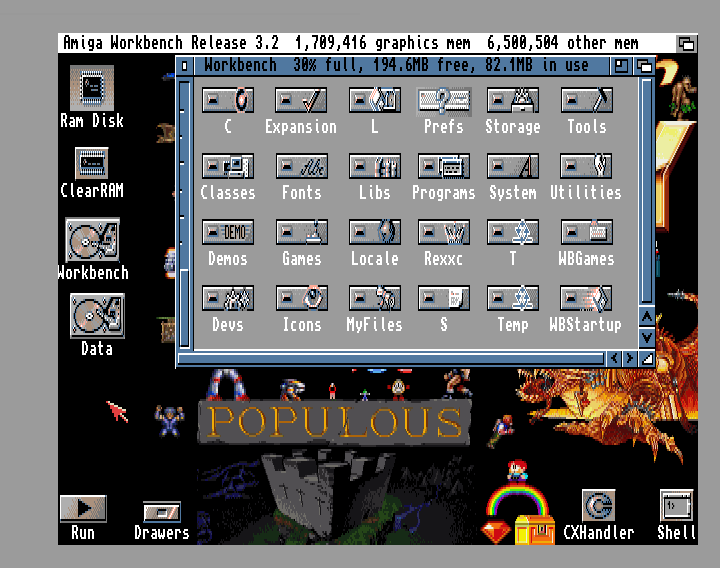 Amiga Workbench Release 3.2 1,709,416 graphics mem 6,500,504 other mem
Workbench 30% full, 194.6MB free, 82.1MB in use
Ram Disk
ClearRAM
Workbench
Data
C Expansion L Prefs Storage Tools
Classes Fonts Libs Programs System Utilities
DEMO
Demos Games Locale Rexxc T WBGames
Devs Icons MyFiles S Temp WBStartup
POPULOUS
Run Drawers CXHandler Shell